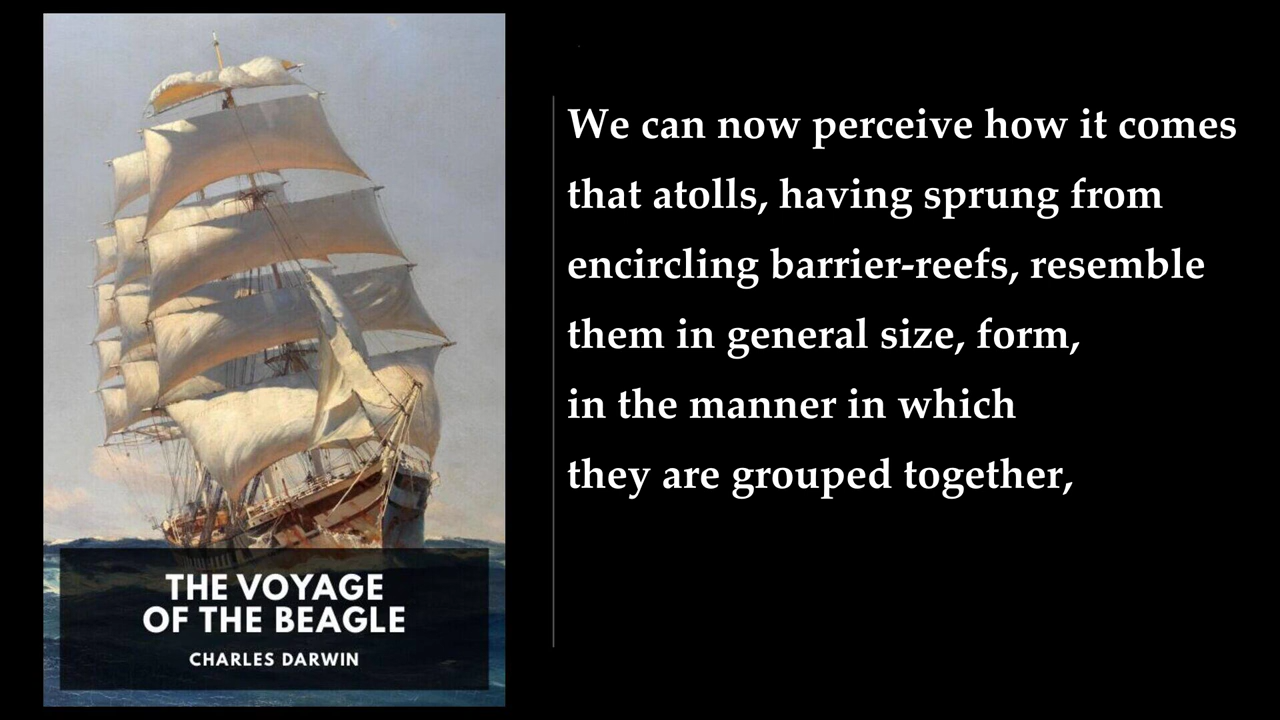 We can now perceive how it comes
that atolls, having sprung from
encircling barrier-reefs, resemble
them in general size, form,
in the manner in which
they are grouped together,
THE VOYAGE
OF THE BEAGLE
CHARLES DARWIN